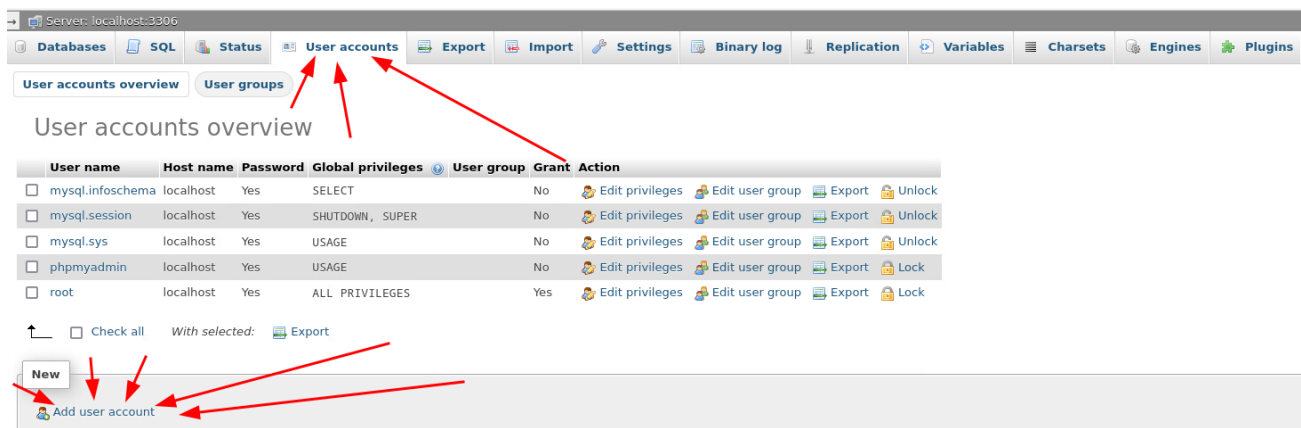 Server: localhost:3306
Databases SQL Status User accounts Export Import Settings Binary log Replication Variables Charsets Engines Plugins
User accounts overview User groups
User accounts overview
User name Host name Password Global privileges User group Grant Action
mysql.infoschema localhost Yes SELECT No Edit privileges Edit user group Export Unlock
mysql.session localhost Yes SHUTDOWN, SUPER No Edit privileges Edit user group Export Unlock
mysql.sys localhost Yes USAGE No Edit privileges Edit user group Export Unlock
phpmyadmin localhost Yes USAGE No Edit privileges Edit user group Export Lock
root localhost Yes ALL PRIVILEGES Yes Edit privileges Edit user group Export Lock
Check all With selected: Export
New
Add user account